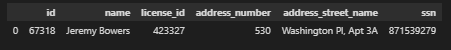 id name license_id address_number address_street_name ssn
0 67318 Jeremy Bowers 423327 530 Washington Pl, Apt 3A 871539279